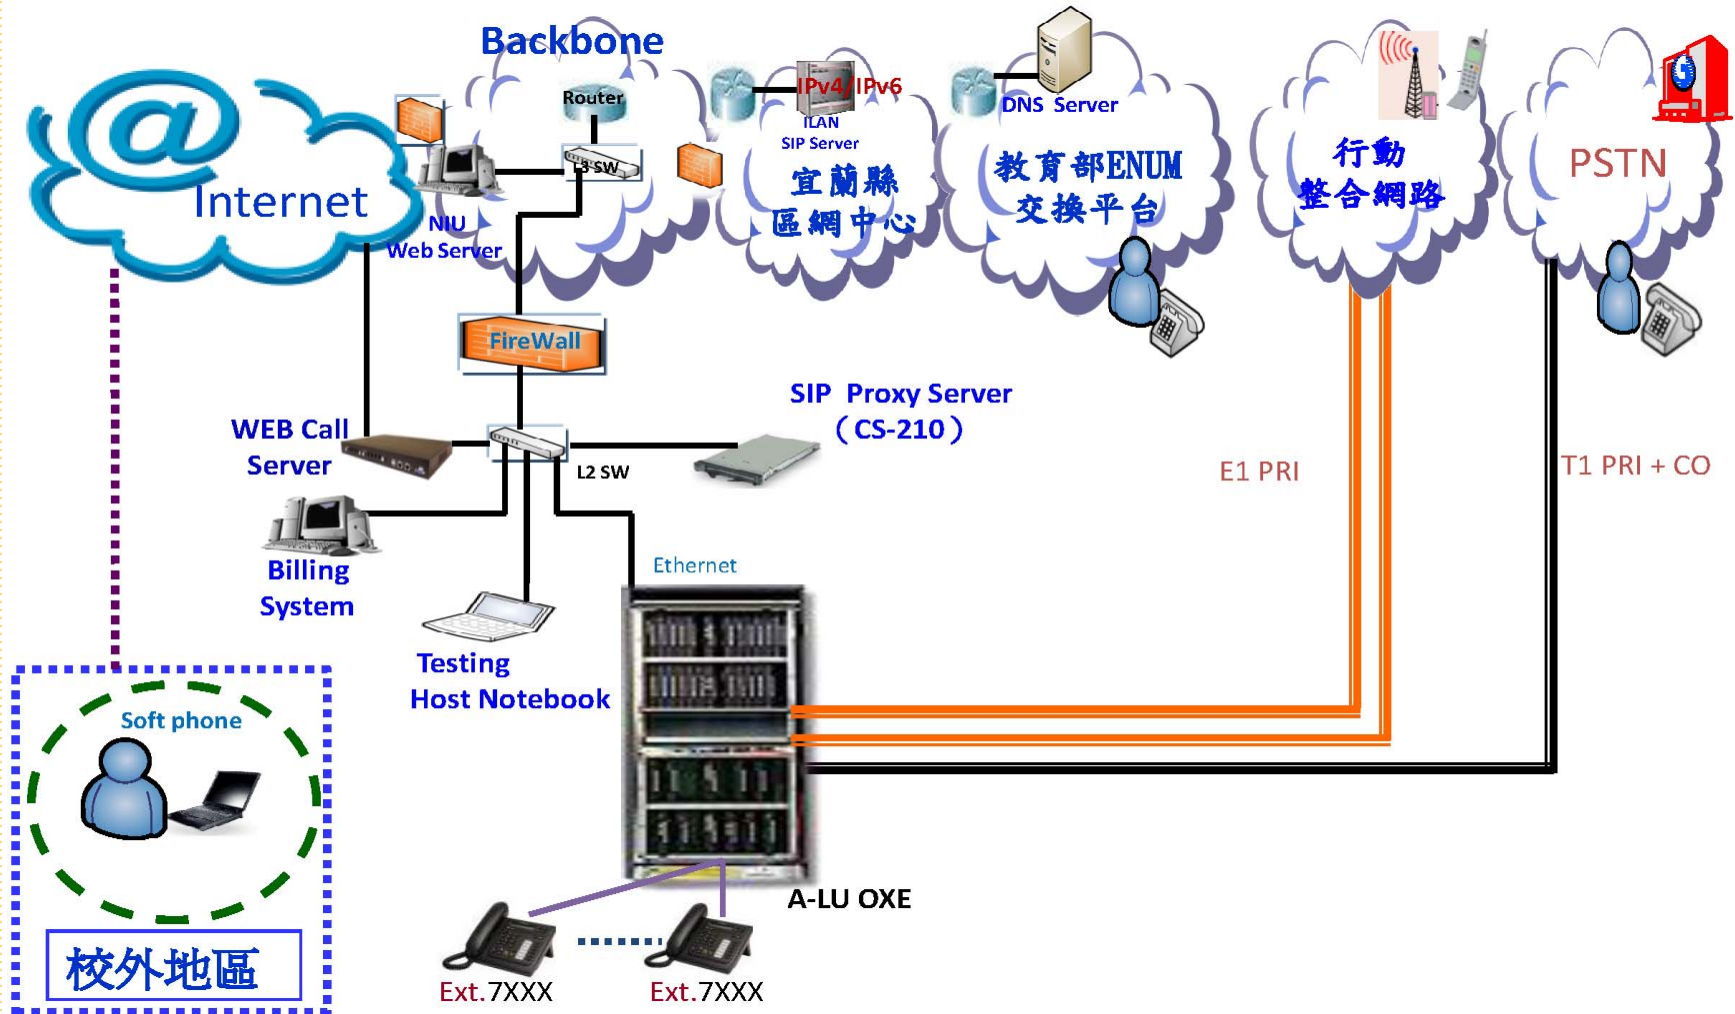 Backbone
Router
IPv4/IPv6
ILAN
SIP Server
DNS Server
@
Internet
L3 SW
NIU
Web Server
宜蘭縣
區網中心
教育部ENUM
交換平台
行動
整合網路
G
PSTN
FireWall
SIP Proxy Server
（CS-210）
WEB Call
Server
L2 SW
E1 PRI
T1 PRI + CO
Billing
System
Ethernet
Testing
Host Notebook
Soft phone
校外地區
A-LU OXE
Ext.7XXX
Ext.7XXX